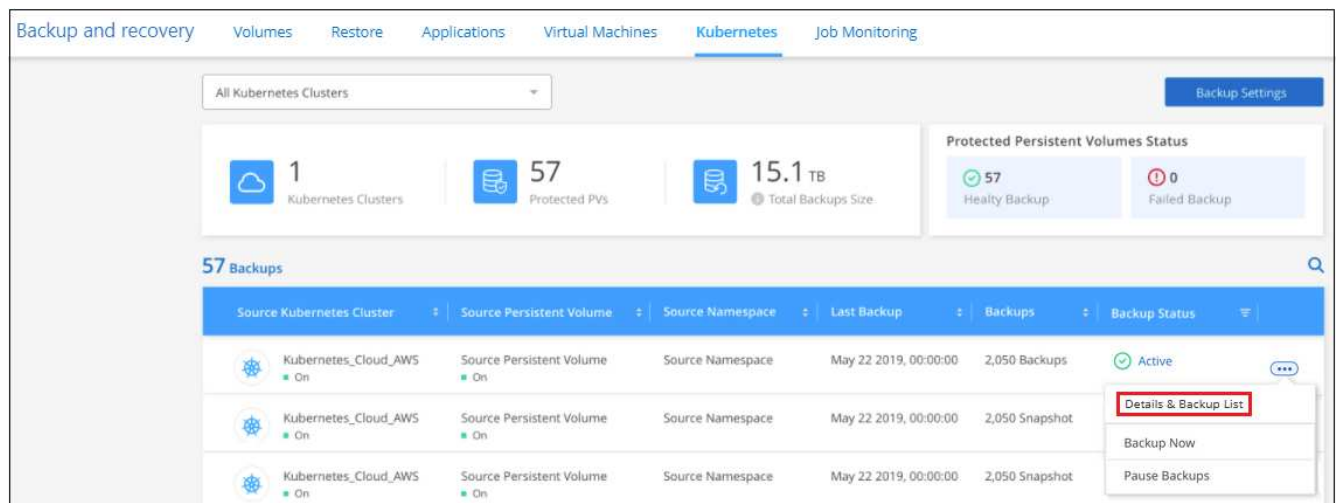 Backup and recovery Volumes Restore Applications Virtual Machines Kubernetes Job Monitoring
All Kubernetes Clusters Backup Settings
Protected Persistent Volumes Status
1 57 15.1 TB 57 0
Kubernetes Clusters Protected PVs Total Backups Size Healty Backup Failed Backup
57 Backups
Source Kubernetes Cluster Source Persistent Volume Source Namespace Last Backup Backups Backup Status
Kubernetes_Cloud_AWS Source Persistent Volume Source Namespace May 22 2019, 00:00:00 2,050 Backups Active
On On
Details & Backup List
Kubernetes_Cloud_AWS Source Persistent Volume Source Namespace May 22 2019, 00:00:00 2,050 Snapshot
On On
Backup Now
Kubernetes_Cloud_AWS Source Persistent Volume Source Namespace May 22 2019, 00:00:00 2,050 Snapshot Pause Backups
On On